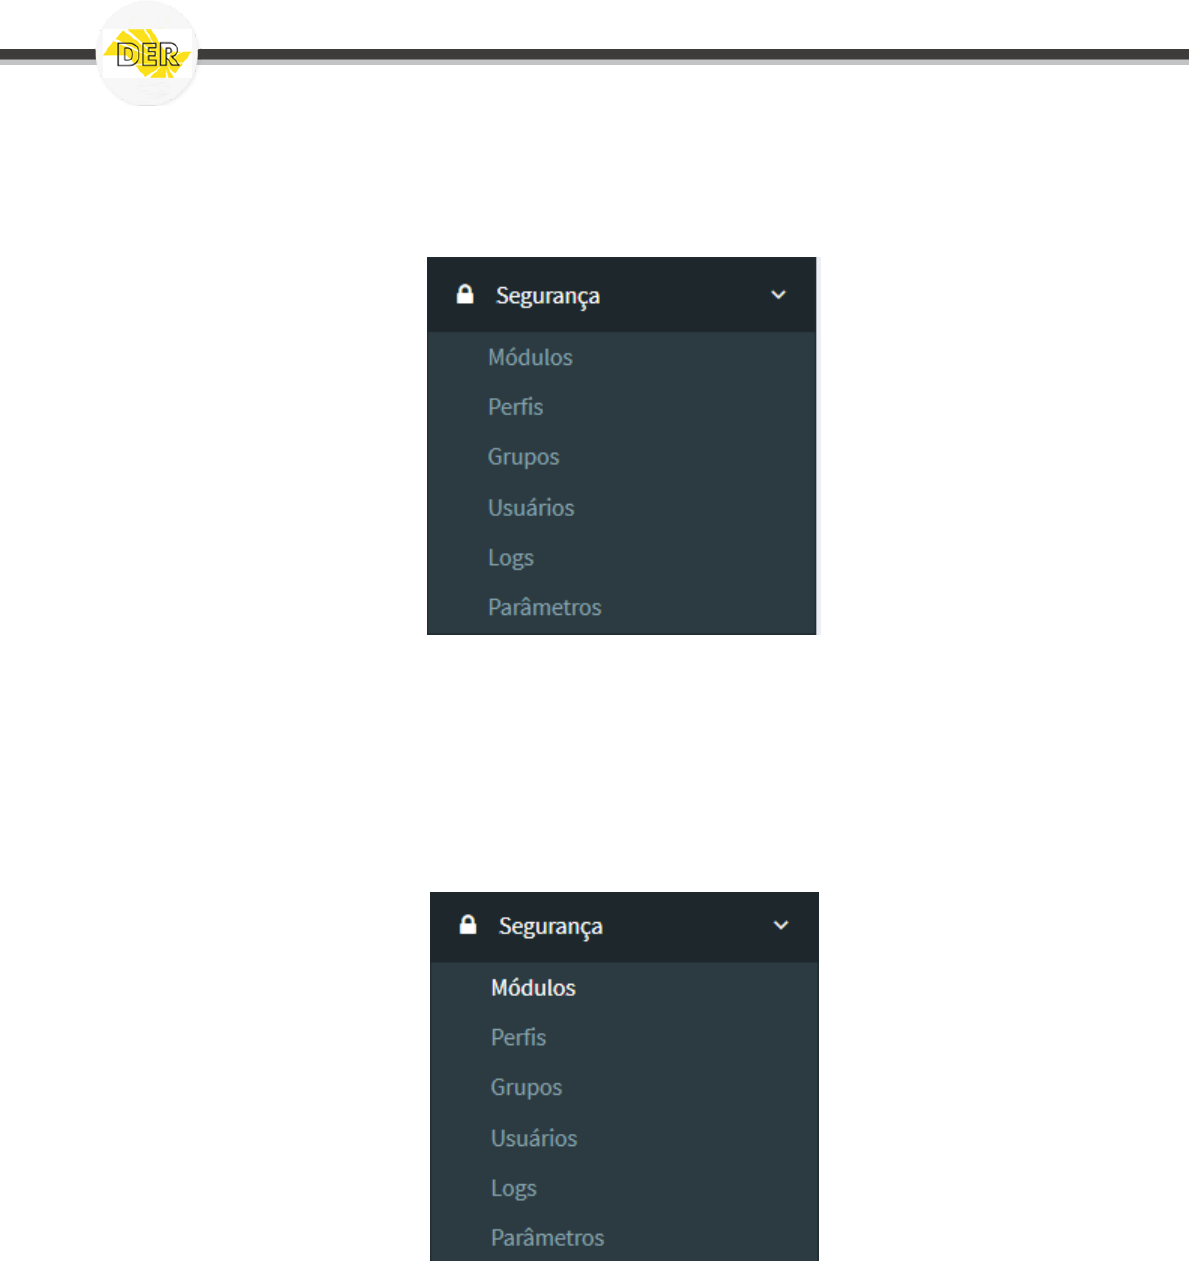 DER
Segurança
Módulos
Perfis
Grupos
Usuários
Logs
Parâmetros
Segurança
Módulos
Perfis
Grupos
Usuários
Logs
Parâmetros